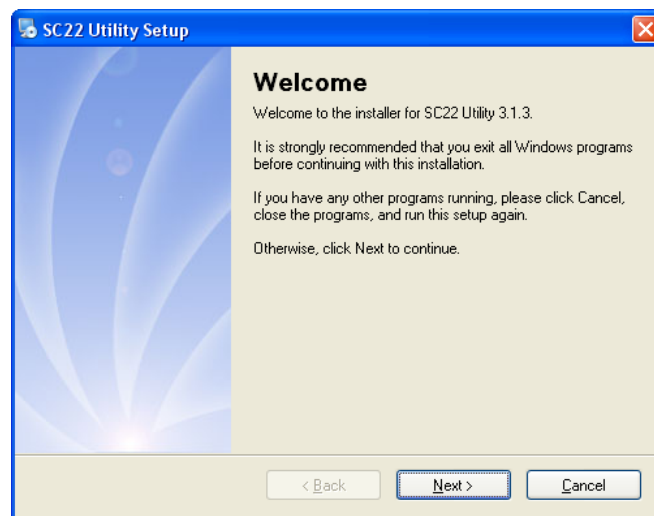 SC22 Utility Setup
Welcome
Welcome to the installer for SC22 Utility 3.1.3.
It is strongly recommended that you exit all Windows programs
before continuing with this installation.
If you have any other programs running, please click Cancel,
close the programs, and run this setup again.
Otherwise, click Next to continue.
< Back
Next >
Cancel